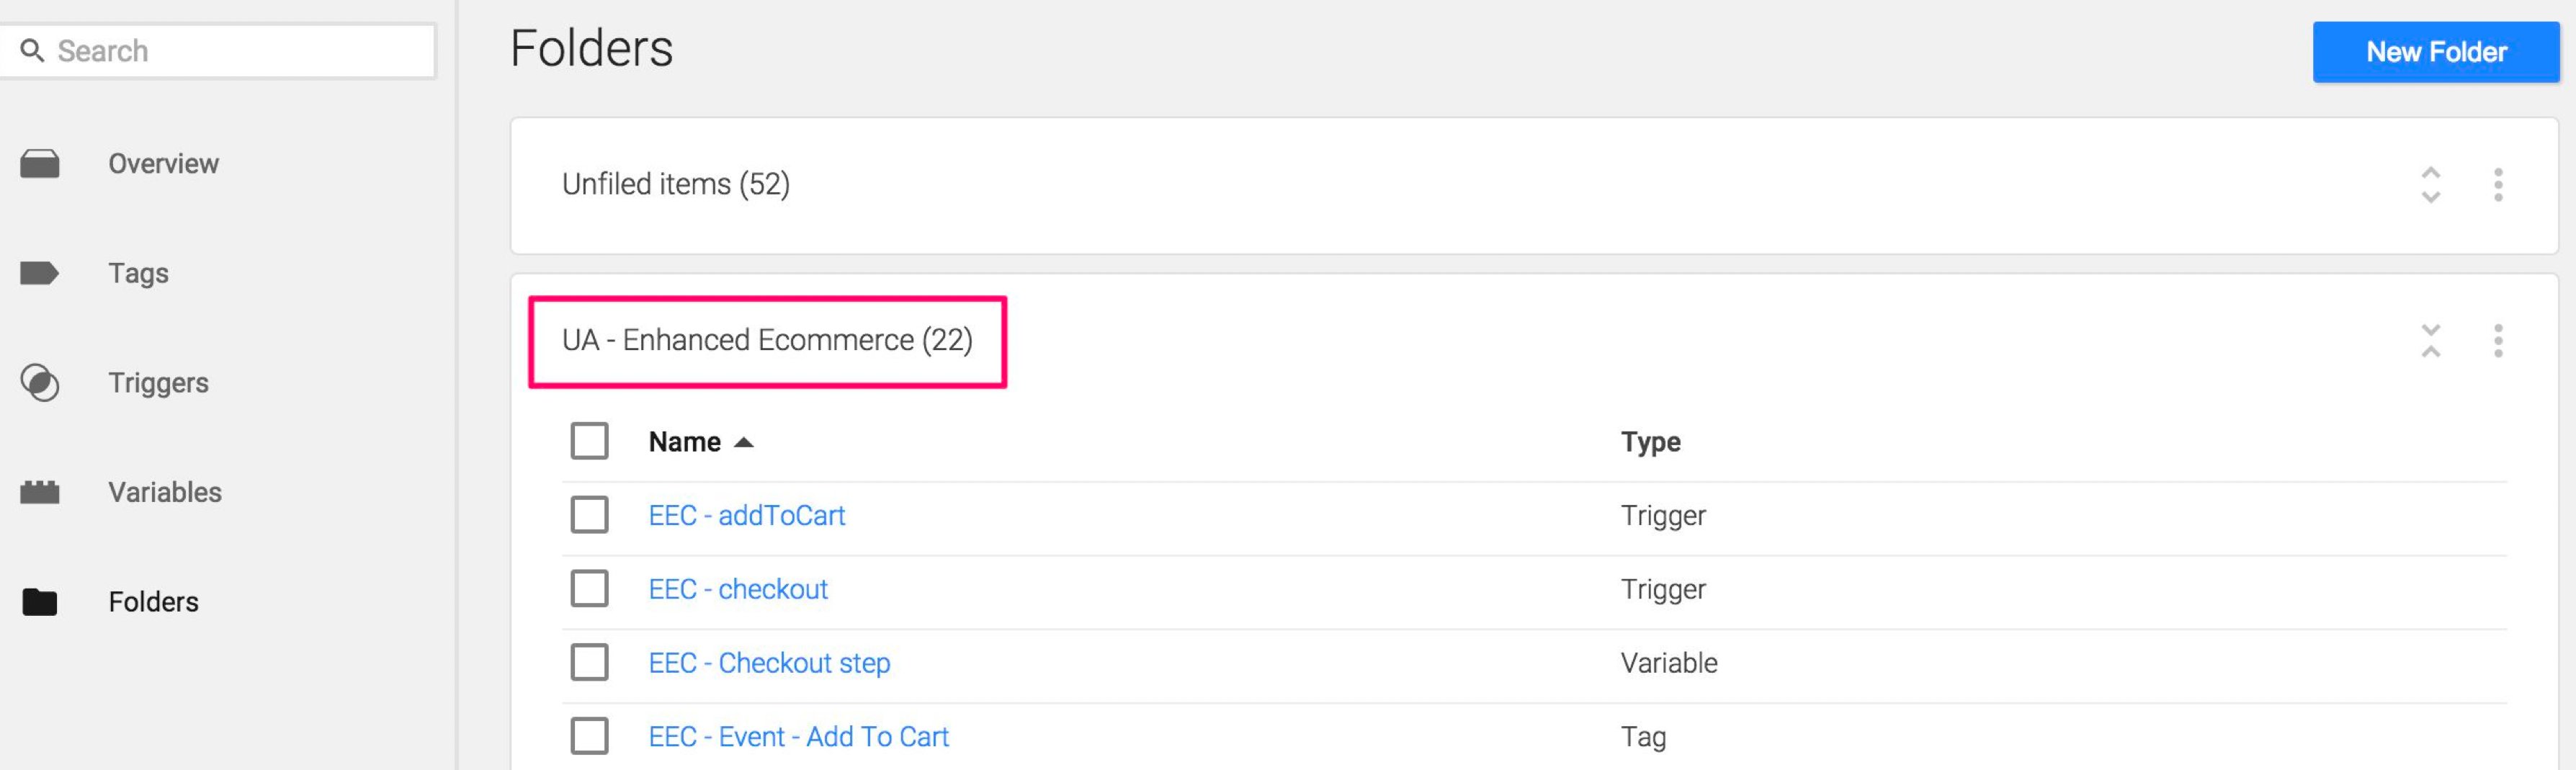 Search
Overview
Tags
Triggers
Variables
Folders
Folders
New Folder
Unfiled items (52)
UA - Enhanced Ecommerce (22)
Name Type
EEC - addToCart Trigger
EEC - checkout Trigger
EEC - Checkout step Variable
EEC - Event - Add To Cart Tag